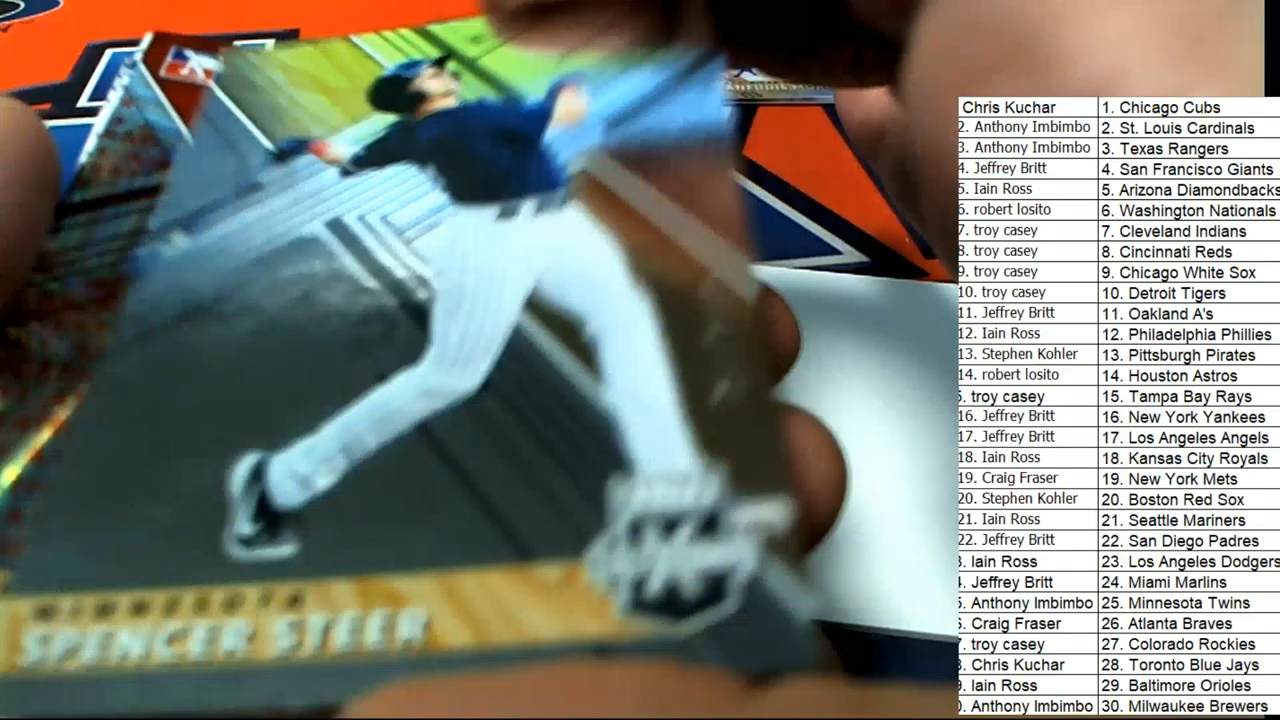 MINNESOTA
SPENCER STEER
Chris Kuchar 1. Chicago Cubs
2. Anthony Imbimbo 2. St. Louis Cardinals
3. Anthony Imbimbo 3. Texas Rangers
4. Jeffrey Britt 4. San Francisco Giants
5. Iain Ross 5. Arizona Diamondbacks
6. robert losito 6. Washington Nationals
7. troy casey 7. Cleveland Indians
8. troy casey 8. Cincinnati Reds
9. troy casey 9. Chicago White Sox
10. troy casey 10. Detroit Tigers
11. Jeffrey Britt 11. Oakland A's
12. Iain Ross 12. Philadelphia Phillies
13. Stephen Kohler 13. Pittsburgh Pirates
14. robert losito 14. Houston Astros
5. troy casey 15. Tampa Bay Rays
16. Jeffrey Britt 16. New York Yankees
17. Jeffrey Britt 17. Los Angeles Angels
18. Iain Ross 18. Kansas City Royals
19. Craig Fraser 19. New York Mets
20. Stephen Kohler 20. Boston Red Sox
21. Iain Ross 21. Seattle Mariners
22. Jeffrey Britt 22. San Diego Padres
3. Iain Ross 23. Los Angeles Dodgers
4. Jeffrey Britt 24. Miami Marlins
5. Anthony Imbimbo 25. Minnesota Twins
6. Craig Fraser 26. Atlanta Braves
7. troy casey 27. Colorado Rockies
8. Chris Kuchar 28. Toronto Blue Jays
9. Iain Ross 29. Baltimore Orioles
0. Anthony Imbimbo 30. Milwaukee Brewers